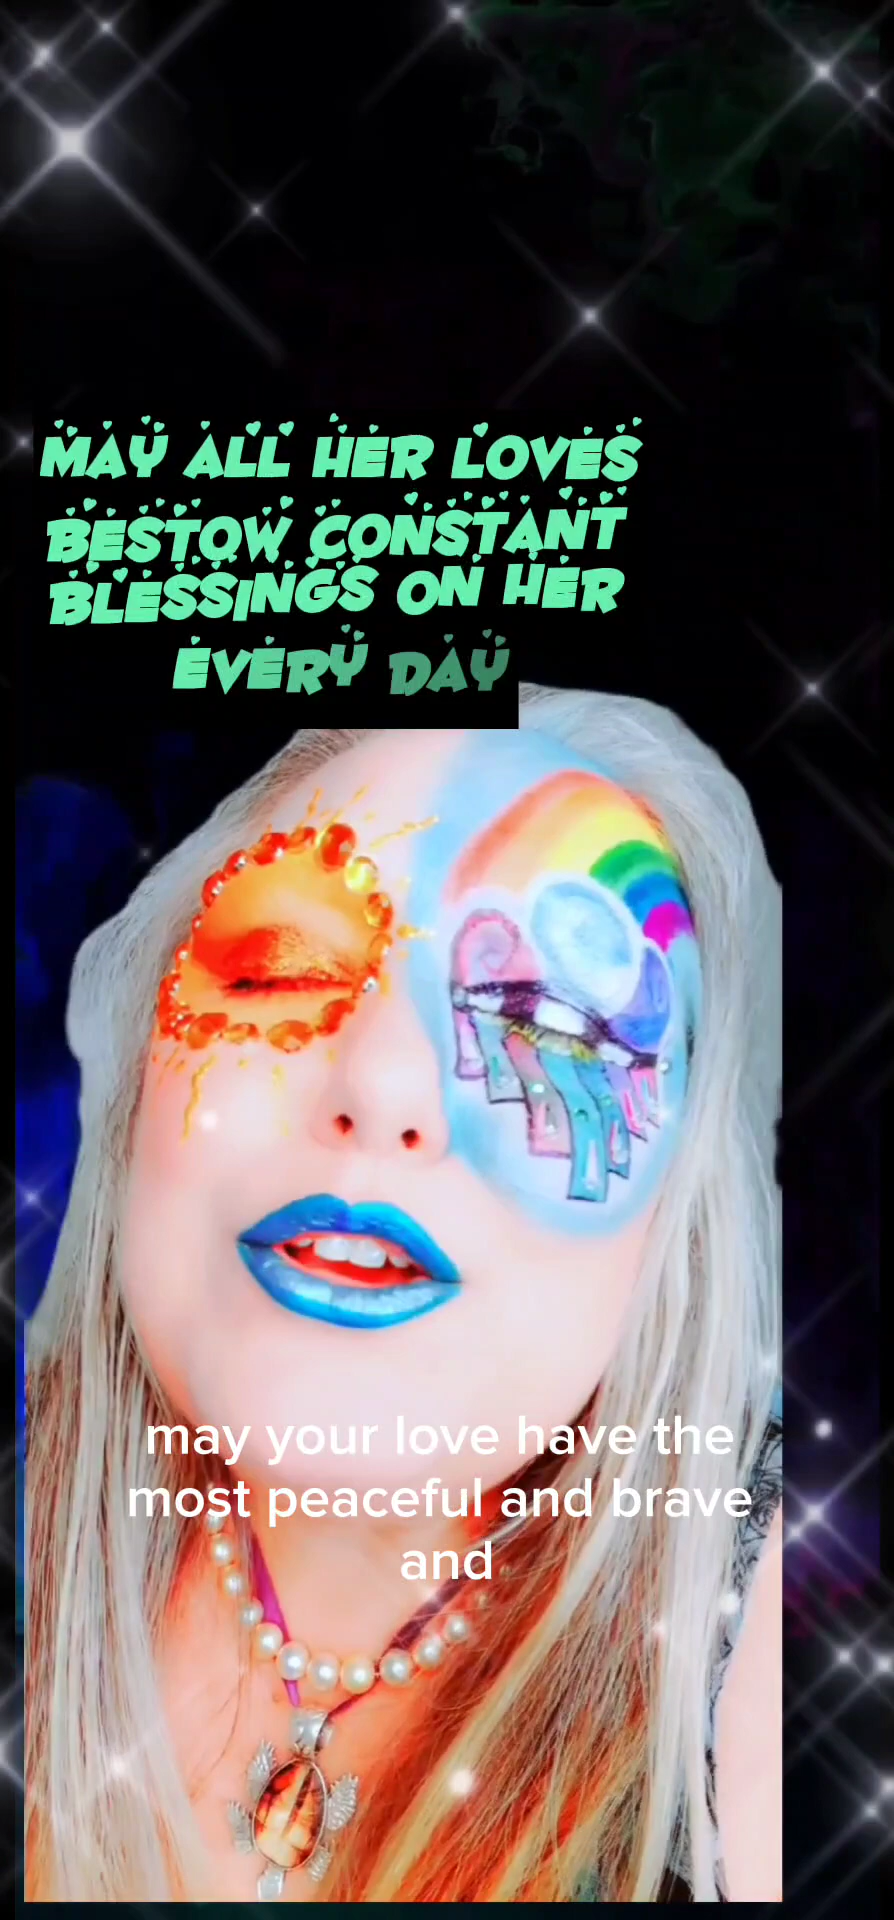 MAY ALL HER LOVES
BESTOW CONSTANT
BLESSINGS ON HER
EVERY DAY
may your love have the
most peaceful and brave
and